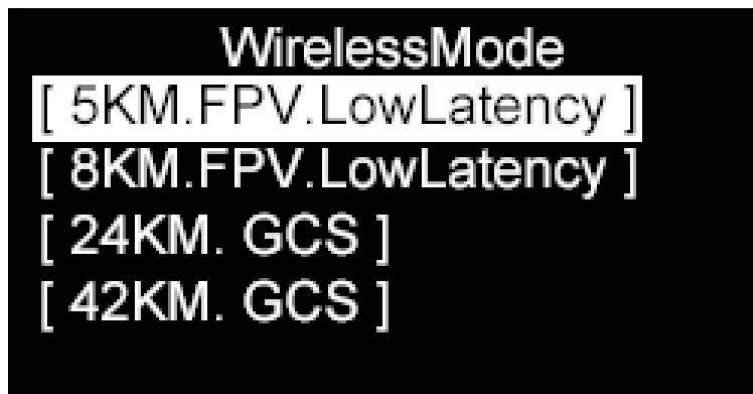 WirelessMode
[ 5KM.FPV.LowLatency ]
[ 8KM.FPV.LowLatency ]
[ 24KM. GCS ]
[ 42KM. GCS ]